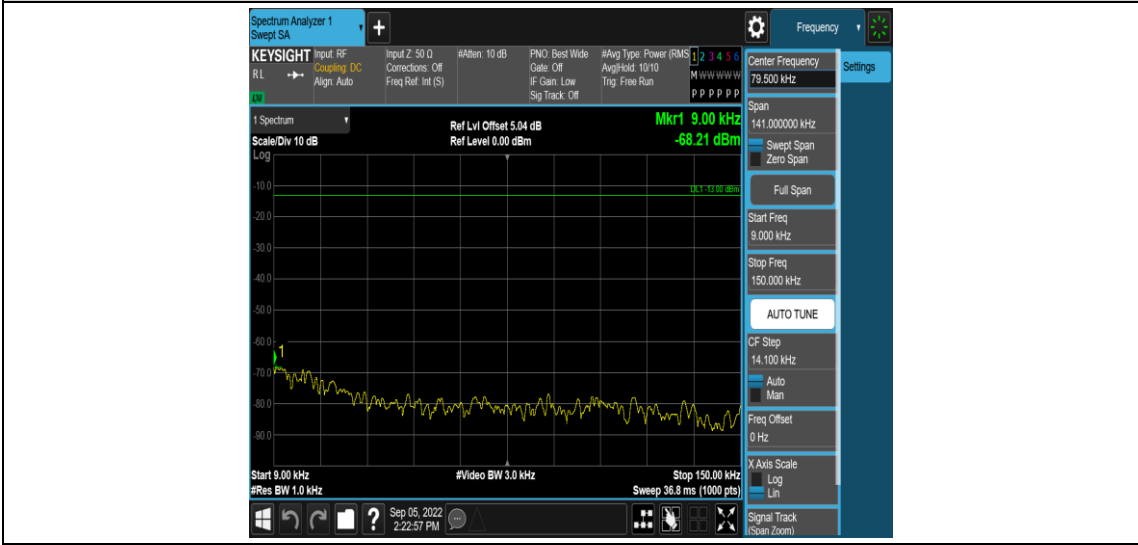 Spectrum Analyzer 1
Swept SA
+
Frequency
KEYSIGHT
RL
LM
Input: RF
Coupling: DC
Align: Auto
Input Z: 50 Ω
Corrections: Off
Freq Ref: Int (S)
#Atten: 10 dB
PNO: Best Wide
Gate: Off
IF Gain: Low
Sig Track: Off
#Avg Type: Power (RMS
Avg|Hold: 10/10
Trig: Free Run
1 2 3 4 5 6
M W W W W W
P P P P P P
1 Spectrum
Scale/Div 10 dB
Log
Ref Lvl Offset 5.04 dB
Ref Level 0.00 dBm
Mkr1 9.00 kHz
-68.21 dBm
DL1 -13.00 dBm
-10.0
-20.0
-30.0
-40.0
-50.0
-60.0
1
-70.0
-80.0
-90.0
Start 9.00 kHz
#Res BW 1.0 kHz
#Video BW 3.0 kHz
Stop 150.00 kHz
Sweep 36.8 ms (1000 pts)
?
Sep 05, 2022
2:22:57 PM
Center Frequency
79.500 kHz
Settings
Span
141.000000 kHz
Swept Span
Zero Span
Full Span
Start Freq
9.000 kHz
Stop Freq
150.000 kHz
AUTO TUNE
CF Step
14.100 kHz
Auto
Man
Freq Offset
0 Hz
X Axis Scale
Log
Lin
Signal Track
(Span Zoom)